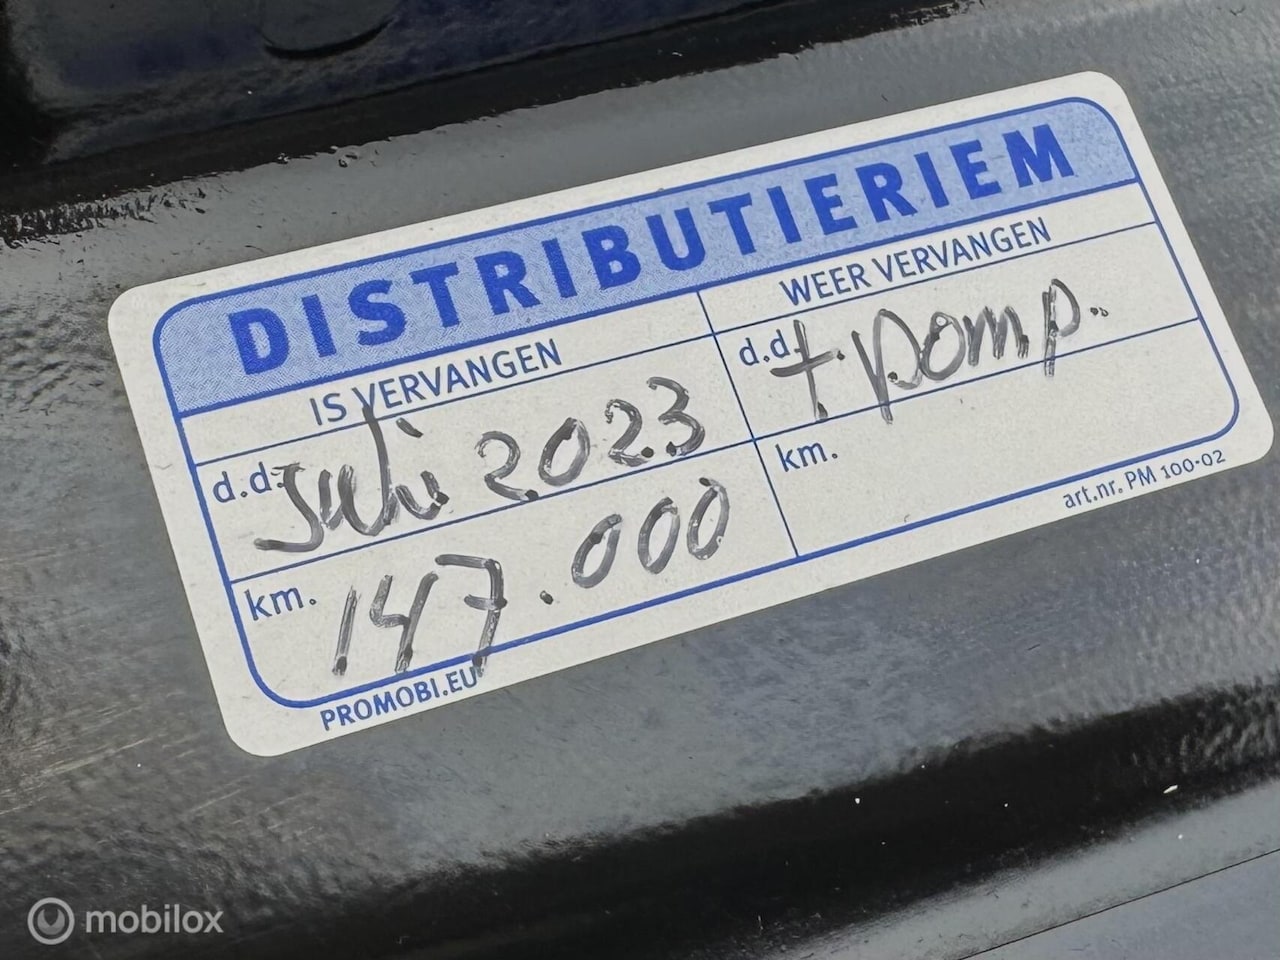 DISTRIBUTIERIEM
IS VERVANGEN
WEER VERVANGEN
d.d. juli 2023
d.d. + pomp.
km. 147.000
km.
PROMOBI.EU
art.nr. PM 100-02
mobilox